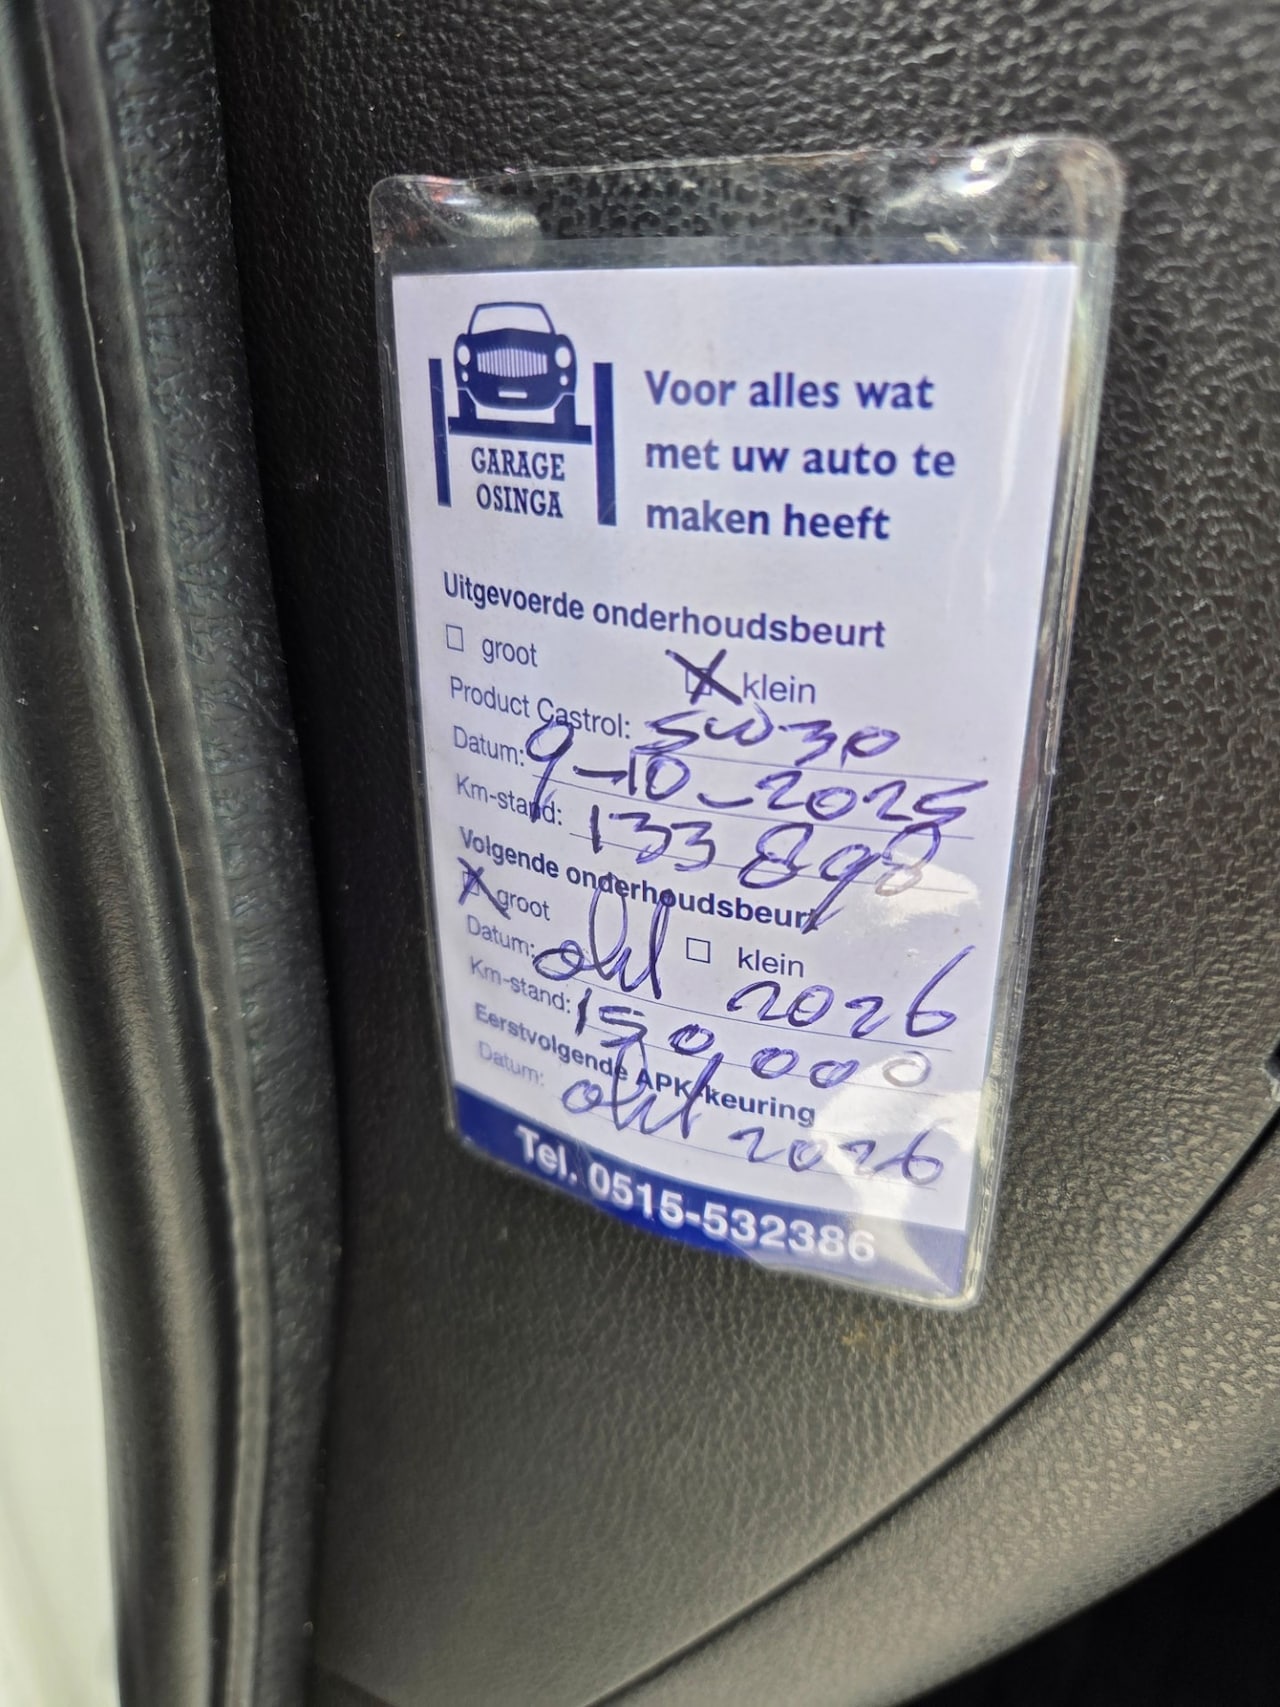 GARAGE
OSINGA
Voor alles wat
met uw auto te
maken heeft
Uitgevoerde onderhoudsbeurt
☐ groot ☒ klein
Product Castrol: 5w30
Datum: 9-10-2025
Km-stand: 133 898
Volgende onderhoudsbeurt
☒ groot ☐ klein
Datum: okt 2026
Km-stand: 150.000
Eerstvolgende APK-keuring
Datum: okt 2026
Tel. 0515-532386